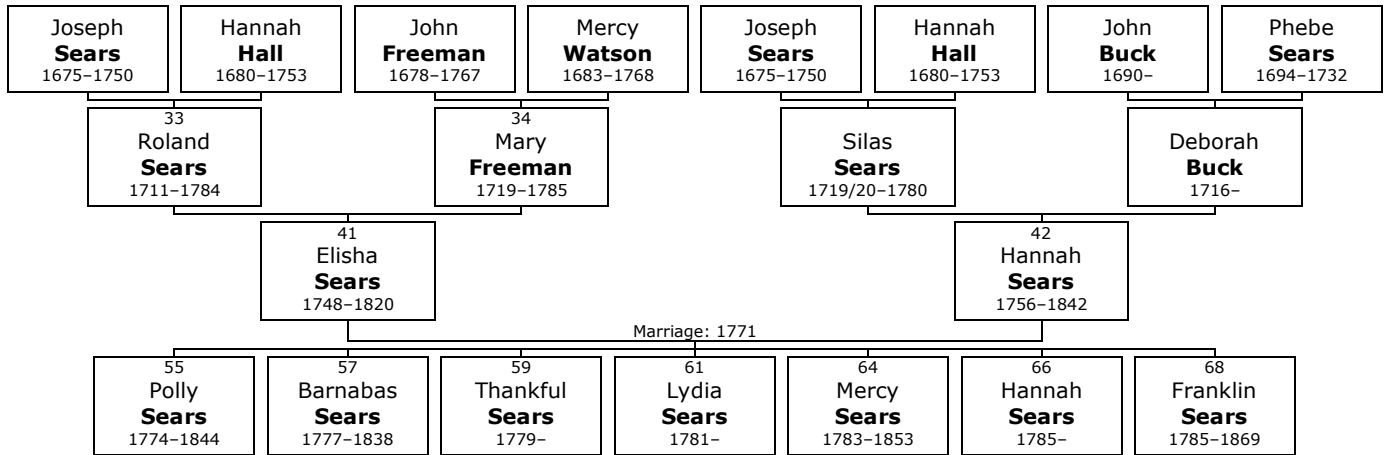 Joseph
Sears
1675–1750
Hannah
Hall
1680–1753
John
Freeman
1678–1767
Mercy
Watson
1683–1768
Joseph
Sears
1675–1750
Hannah
Hall
1680–1753
John
Buck
1690–
Phebe
Sears
1694–1732
33
Roland
Sears
1711–1784
34
Mary
Freeman
1719–1785
Silas
Sears
1719/20–1780
Deborah
Buck
1716–
41
Elisha
Sears
1748–1820
42
Hannah
Sears
1756–1842
Marriage: 1771
55
Polly
Sears
1774–1844
57
Barnabas
Sears
1777–1838
59
Thankful
Sears
1779–
61
Lydia
Sears
1781–
64
Mercy
Sears
1783–1853
66
Hannah
Sears
1785–
68
Franklin
Sears
1785–1869